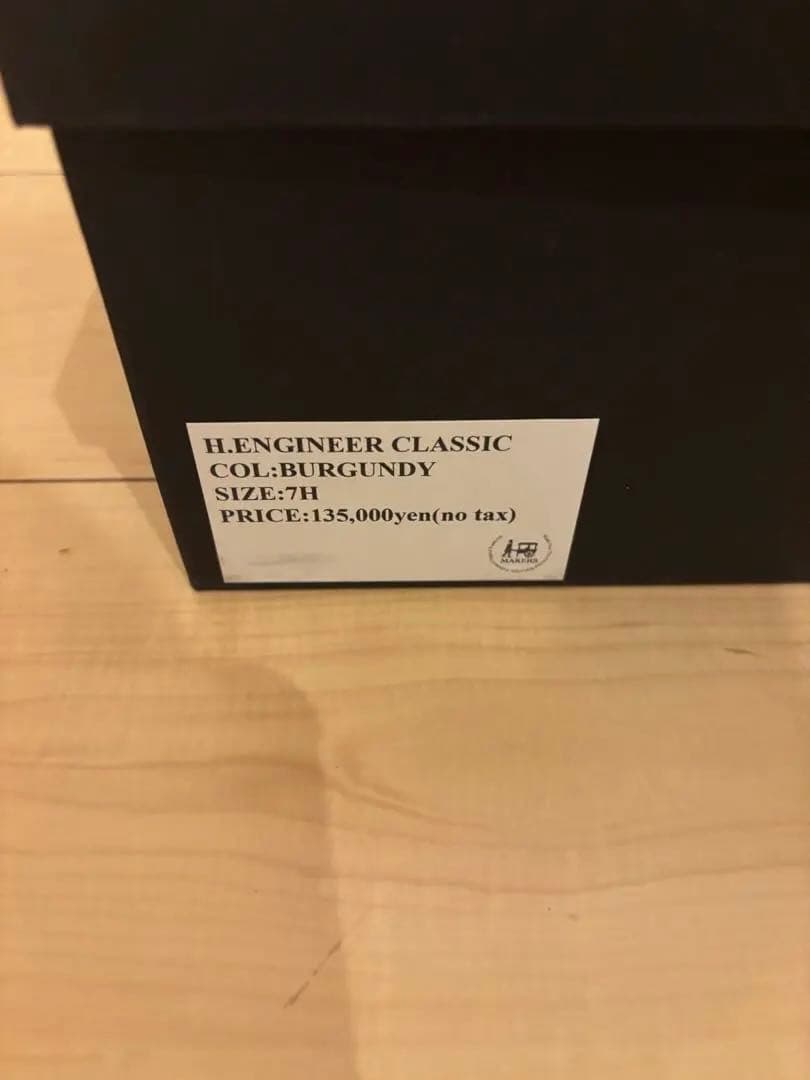 H.ENGINEER CLASSIC
COL:BURGUNDY
SIZE:7H
PRICE:135,000yen(no tax)
MAKERS